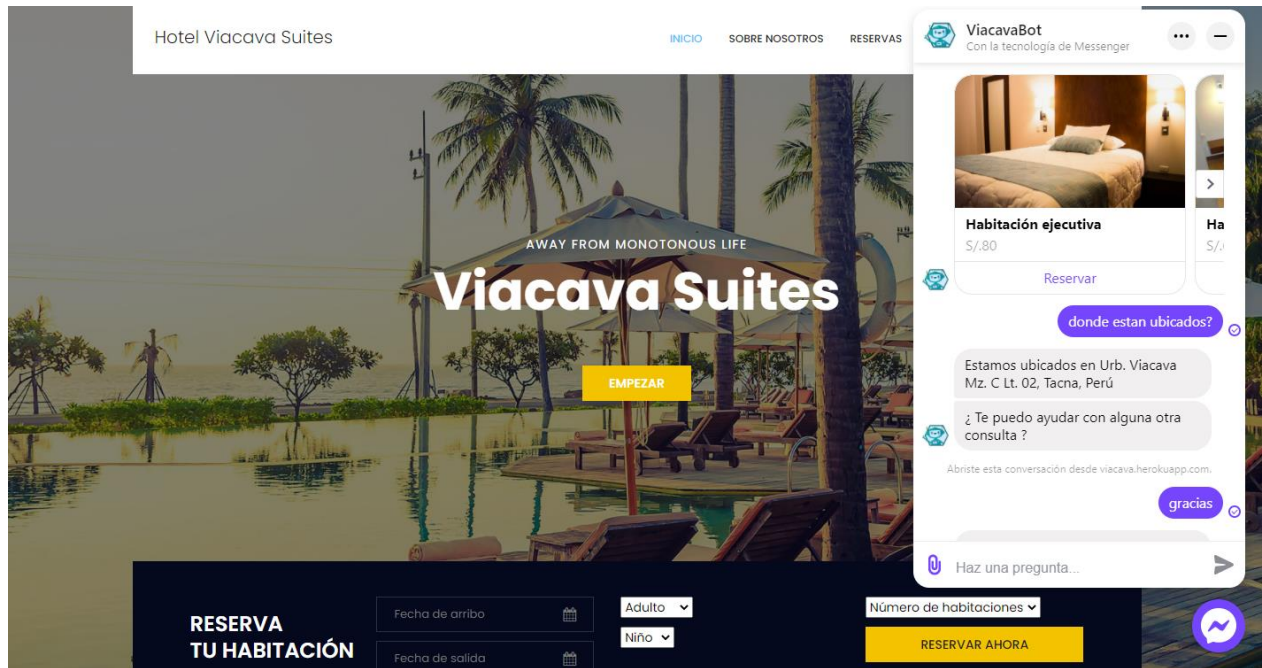 Hotel Viacava Suites
INICIO
SOBRE NOSOTROS
RESERVAS
AWAY FROM MONOTONOUS LIFE
Viacava Suites
EMPEZAR
RESERVA
TU HABITACIÓN
Fecha de arribo
Fecha de salida
Adulto
Niño
Número de habitaciones
RESERVAR AHORA
ViacavaBot
Con la tecnología de Messenger
Habitación ejecutiva
S/.80
Reservar
Ha
S/.
donde estan ubicados?
Estamos ubicados en Urb. Viacava
Mz. C Lt. 02, Tacna, Perú
¿ Te puedo ayudar con alguna otra
consulta ?
Abriste esta conversación desde viacava.herokuapp.com.
gracias
Haz una pregunta...